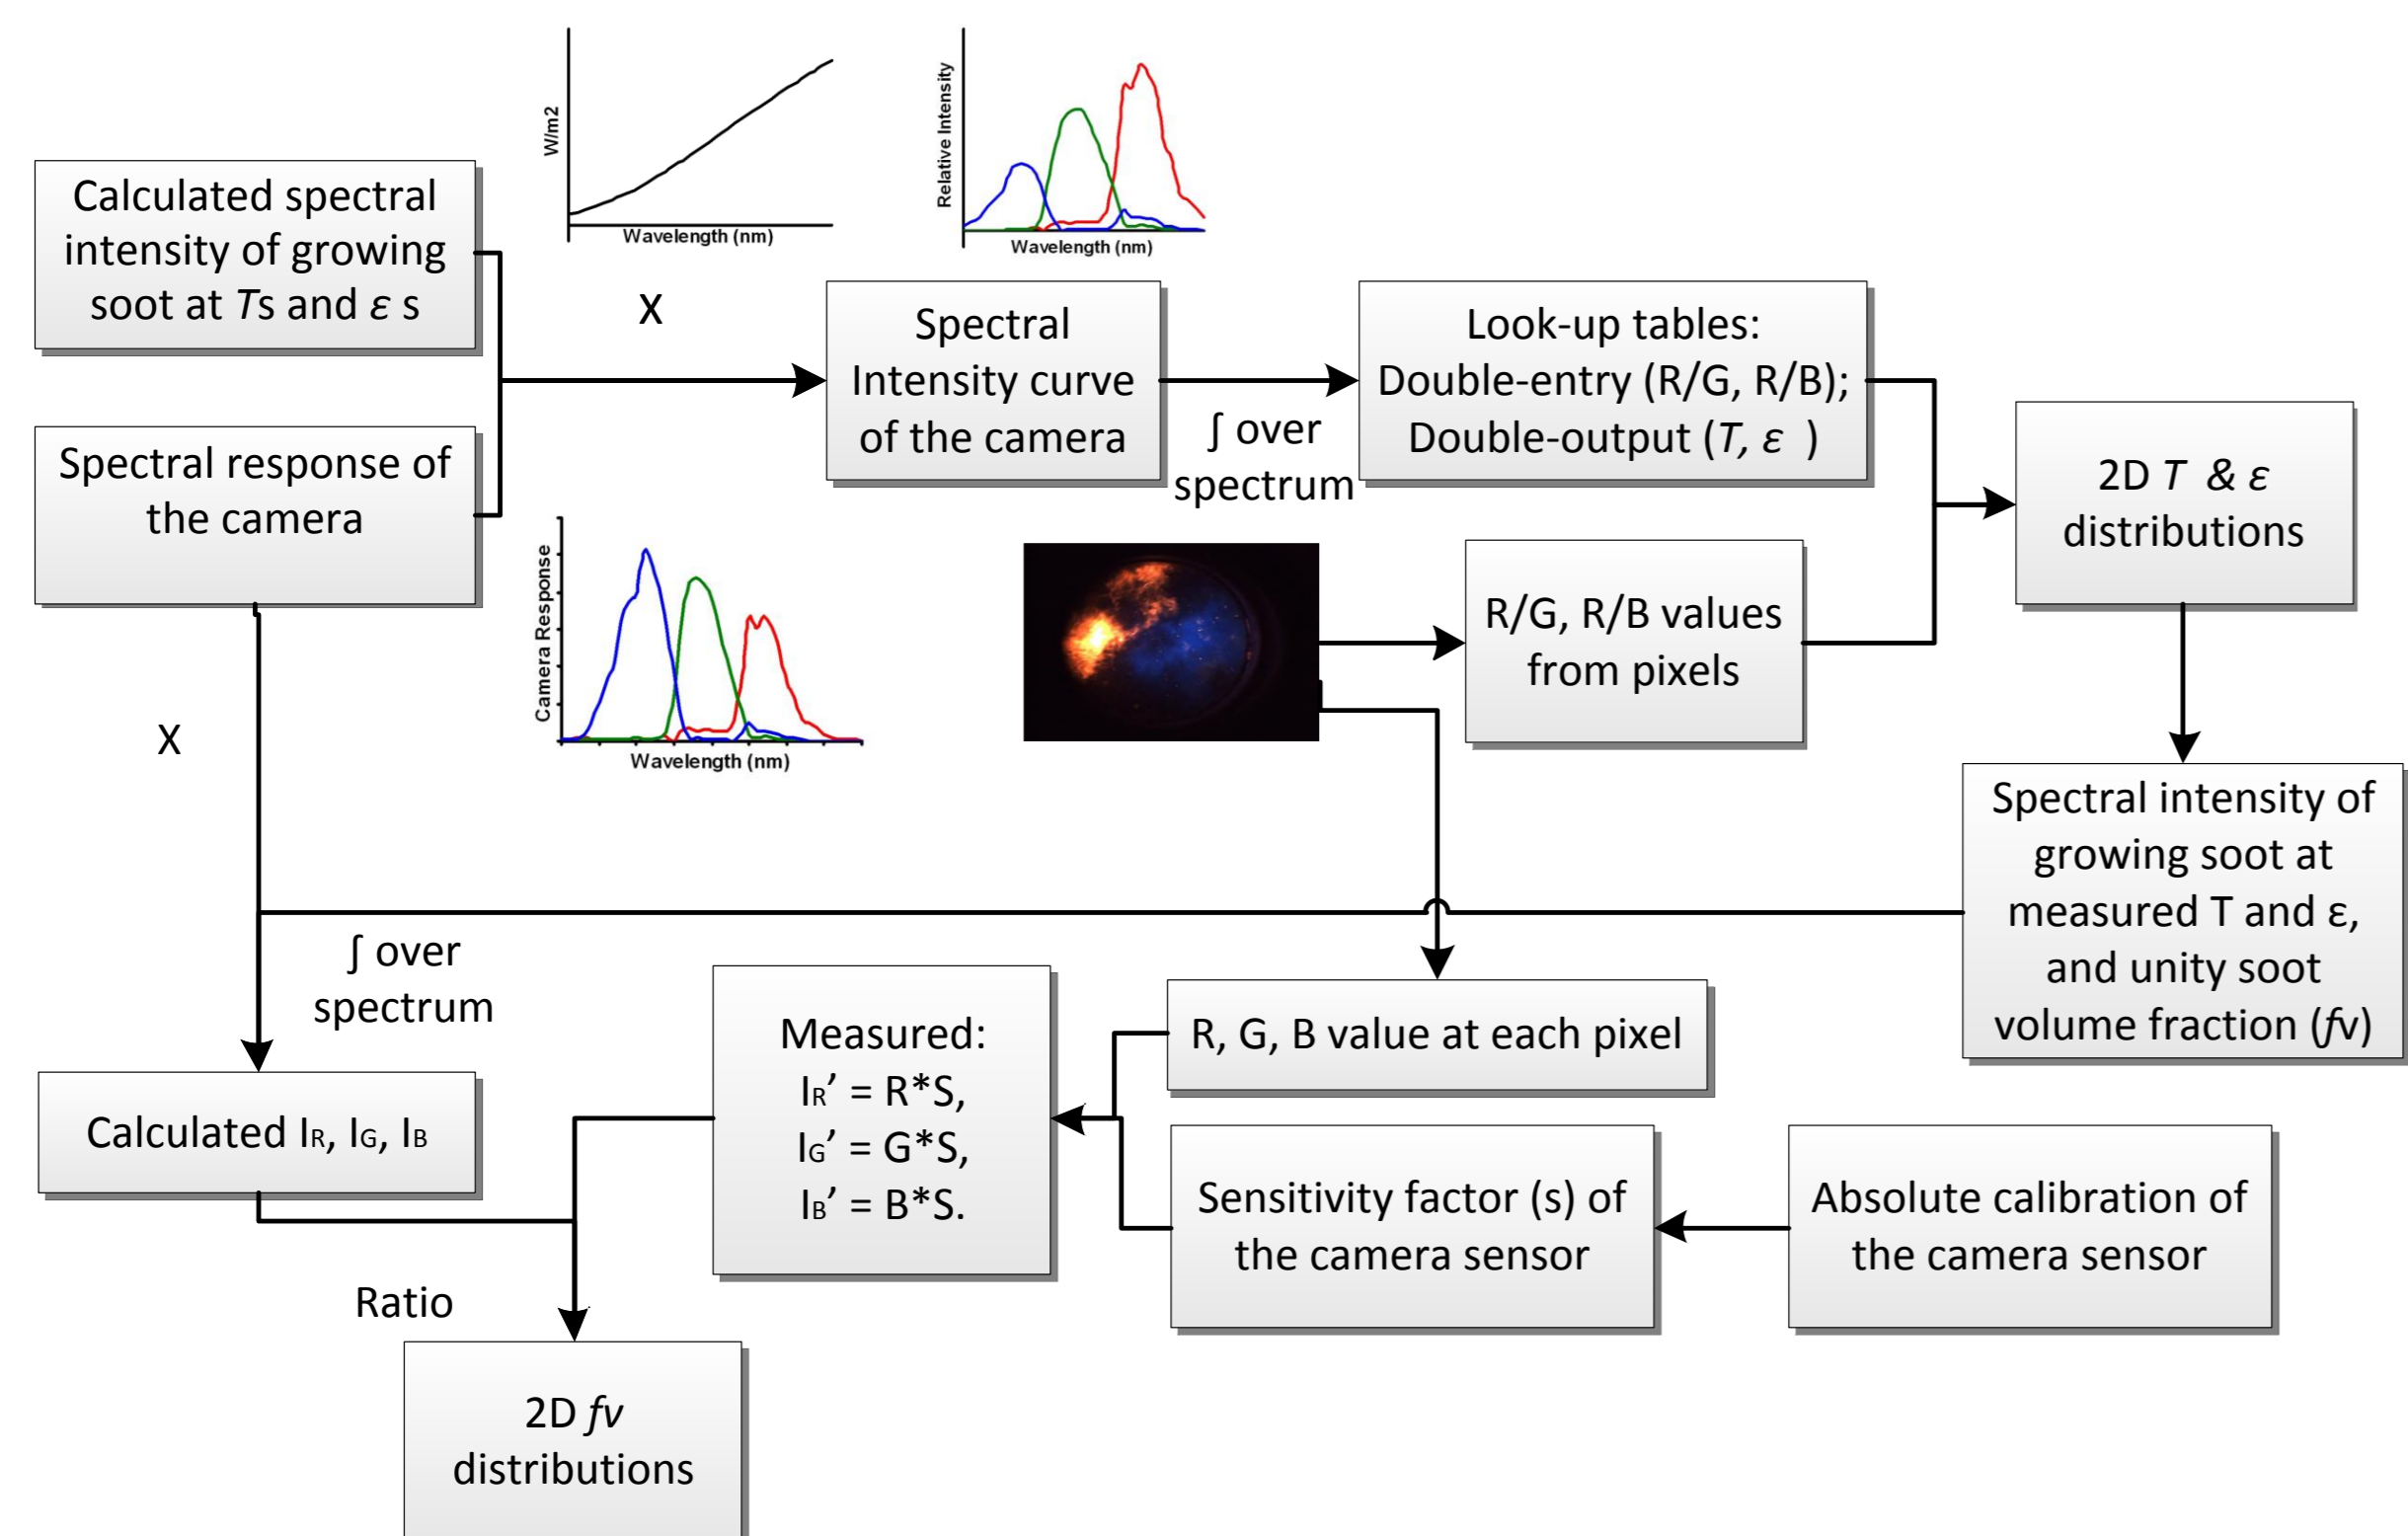 W/m2
Wavelength (nm)
Relative Intensity
Wavelength (nm)
Calculated spectral
intensity of growing
soot at Ts and ε s
X
Spectral
Intensity curve
of the camera
∫ over
spectrum
Look-up tables:
Double-entry (R/G, R/B);
Double-output (T, ε )
2D T & ε
distributions
Spectral response of
the camera
Camera Response
Wavelength (nm)
R/G, R/B values
from pixels
X
Spectral intensity of
growing soot at
measured T and ε,
and unity soot
volume fraction (fv)
∫ over
spectrum
Measured:
IR’ = R*S,
IG’ = G*S,
IB’ = B*S.
R, G, B value at each pixel
Calculated IR, IG, IB
Sensitivity factor (s) of
the camera sensor
Absolute calibration of
the camera sensor
Ratio
2D fv
distributions